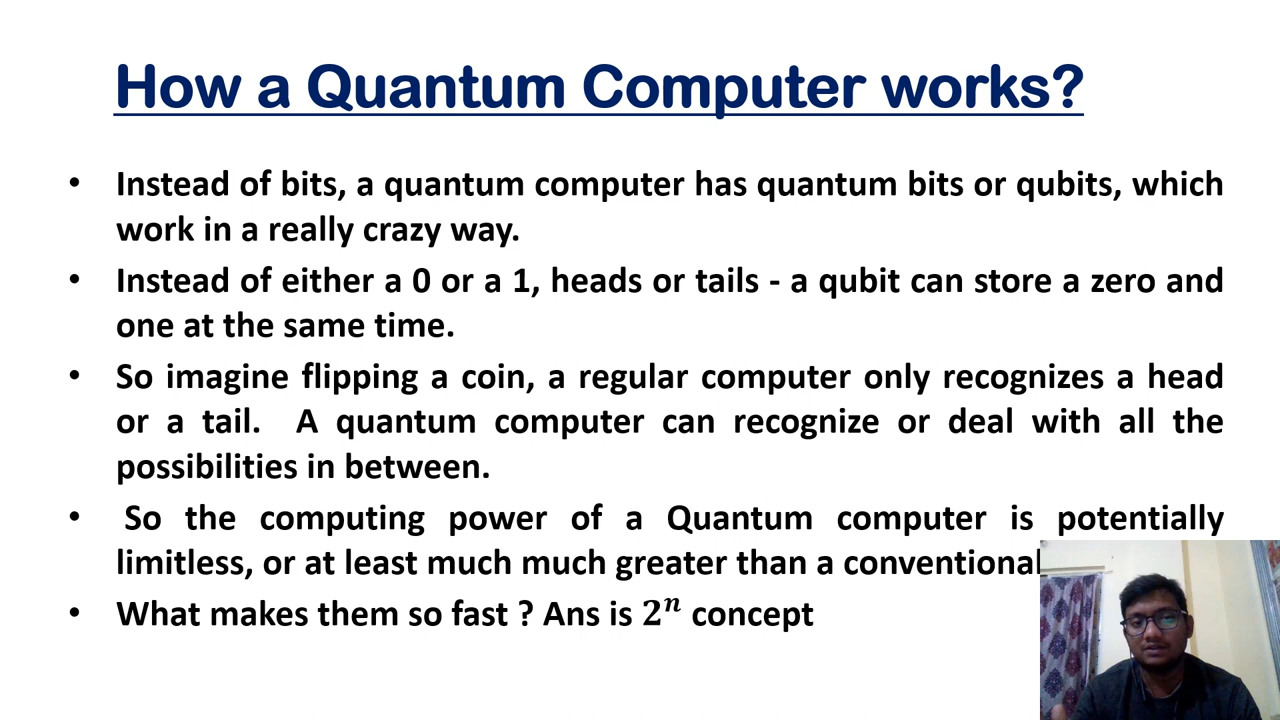 How a Quantum Computer works?
• Instead of bits, a quantum computer has quantum bits or qubits, which
work in a really crazy way.
• Instead of either a 0 or a 1, heads or tails - a qubit can store a zero and
one at the same time.
• So imagine flipping a coin, a regular computer only recognizes a head
or a tail. A quantum computer can recognize or deal with all the
possibilities in between.
• So the computing power of a Quantum computer is potentially
limitless, or at least much much greater than a conventional
• What makes them so fast ? Ans is 2ⁿ concept